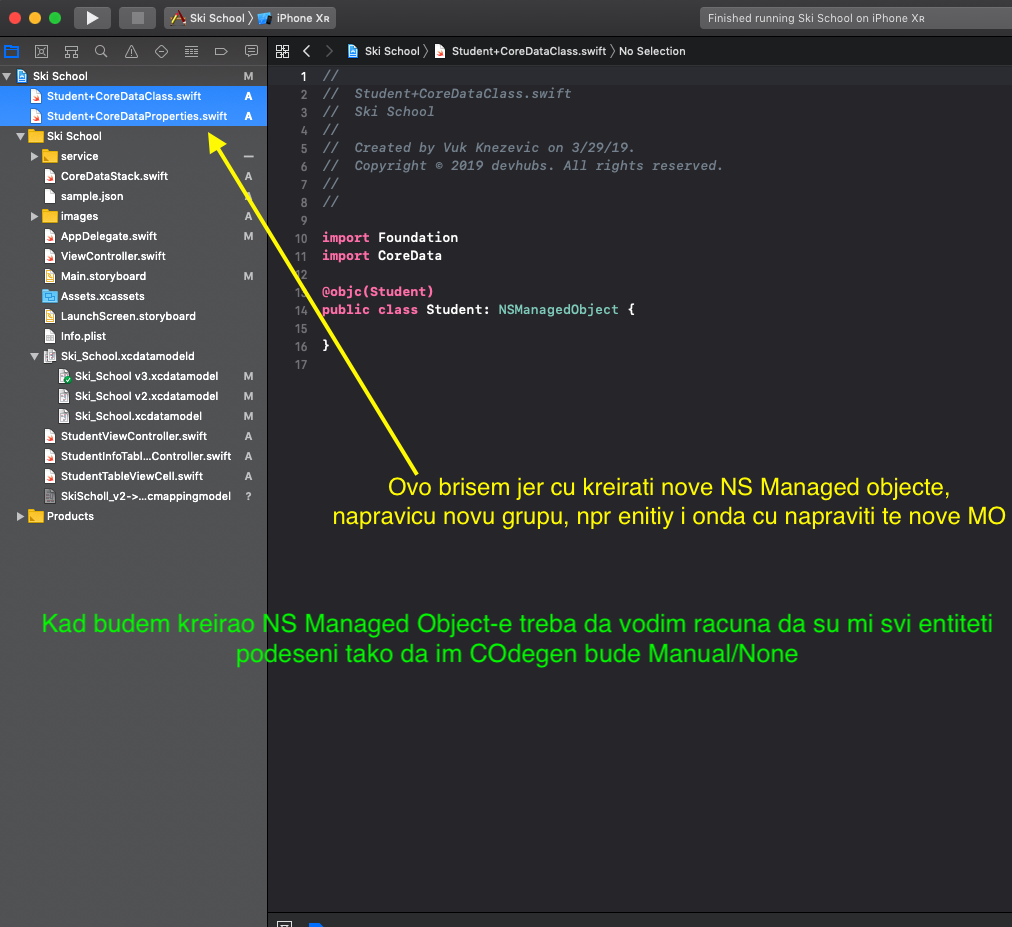 Ski School 〉 iPhone XR
Finished running Ski School on iPhone XR
Ski School 〉 Student+CoreDataClass.swift 〉 No Selection
Ski School M
Student+CoreDataClass.swift A
Student+CoreDataProperties.swift A
Ski School
service –
CoreDataStack.swift A
sample.json A
images A
AppDelegate.swift M
ViewController.swift
Main.storyboard M
Assets.xcassets
LaunchScreen.storyboard
Info.plist
Ski_School.xcdatamodeld
Ski_School v3.xcdatamodel M
Ski_School v2.xcdatamodel M
Ski_School.xcdatamodel M
StudentViewController.swift A
StudentInfoTabl...Controller.swift A
StudentTableViewCell.swift A
SkiScholl_v2->...cmappingmodel ?
Products
1 //
2 //  Student+CoreDataClass.swift
3 //  Ski School
4 //
5 //  Created by Vuk Knezevic on 3/29/19.
6 //  Copyright © 2019 devhubs. All rights reserved.
7 //
8 //
9
10 import Foundation
11 import CoreData
12
13 @objc(Student)
14 public class Student: NSManagedObject {
15
16 }
17
Ovo brisem jer cu kreirati nove NS Managed objecte,
napravicu novu grupu, npr enitiy i onda cu napraviti te nove MO
Kad budem kreirao NS Managed Object-e treba da vodim racuna da su mi svi entiteti
podeseni tako da im COdegen bude Manual/None